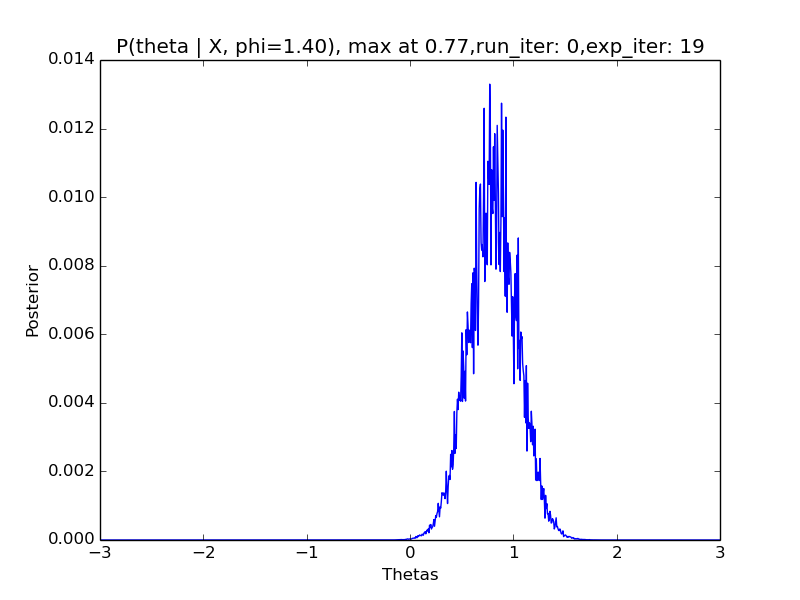 P(theta | X, phi=1.40), max at 0.77,run_iter: 0,exp_iter: 19
0.014
0.012
0.010
0.008
0.006
0.004
0.002
0.000
Posterior
−3 −2 −1 0 1 2 3
Thetas